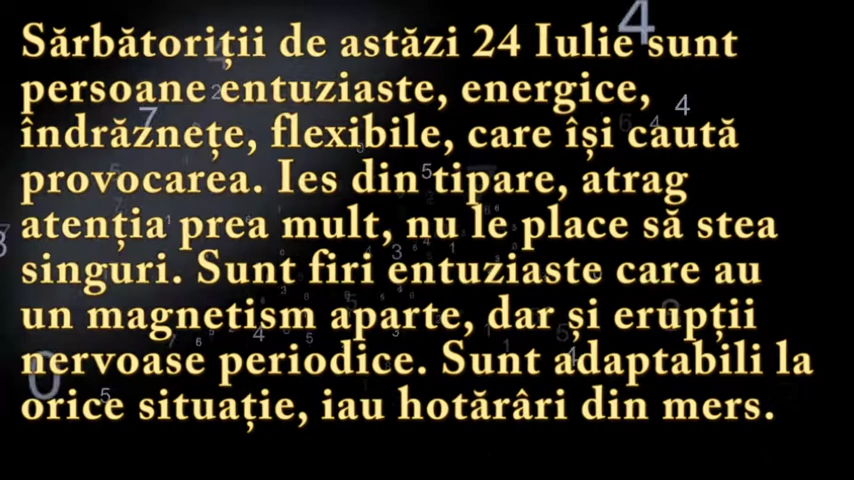 Sărbătoriții de astăzi 24 Iulie sunt
persoane entuziaste, energice,
îndrăznețe, flexibile, care își caută
provocarea. Ies din tipare, atrag
atenția prea mult, nu le place să stea
singuri. Sunt firi entuziaste care au
un magnetism aparte, dar și erupții
nervoase periodice. Sunt adaptabili la
orice situație, iau hotărâri din mers.